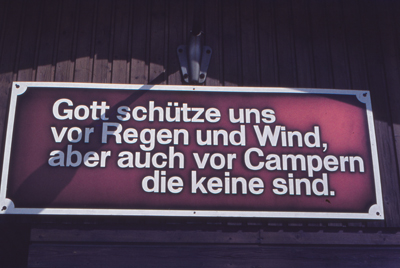 Gott schütze uns
vor Regen und Wind,
aber auch vor Campern
die keine sind.